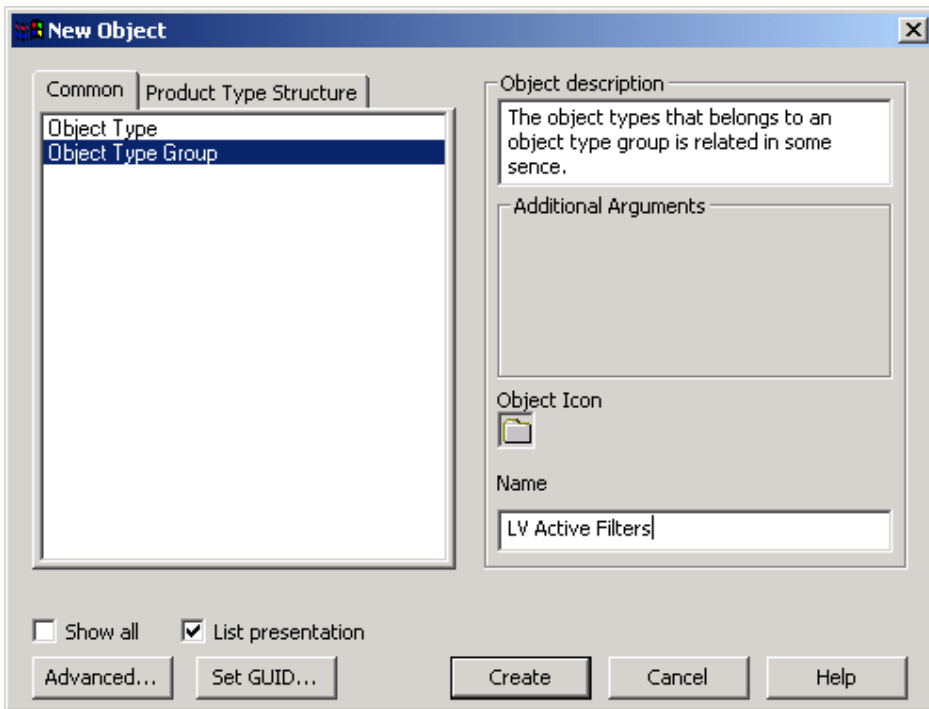 New Object
Common
Product Type Structure
Object Type
Object Type Group
Object description
The object types that belongs to an
object type group is related in some
sence.
Additional Arguments
Object Icon
Name
LV Active Filters
Show all
List presentation
Advanced...
Set GUID...
Create
Cancel
Help